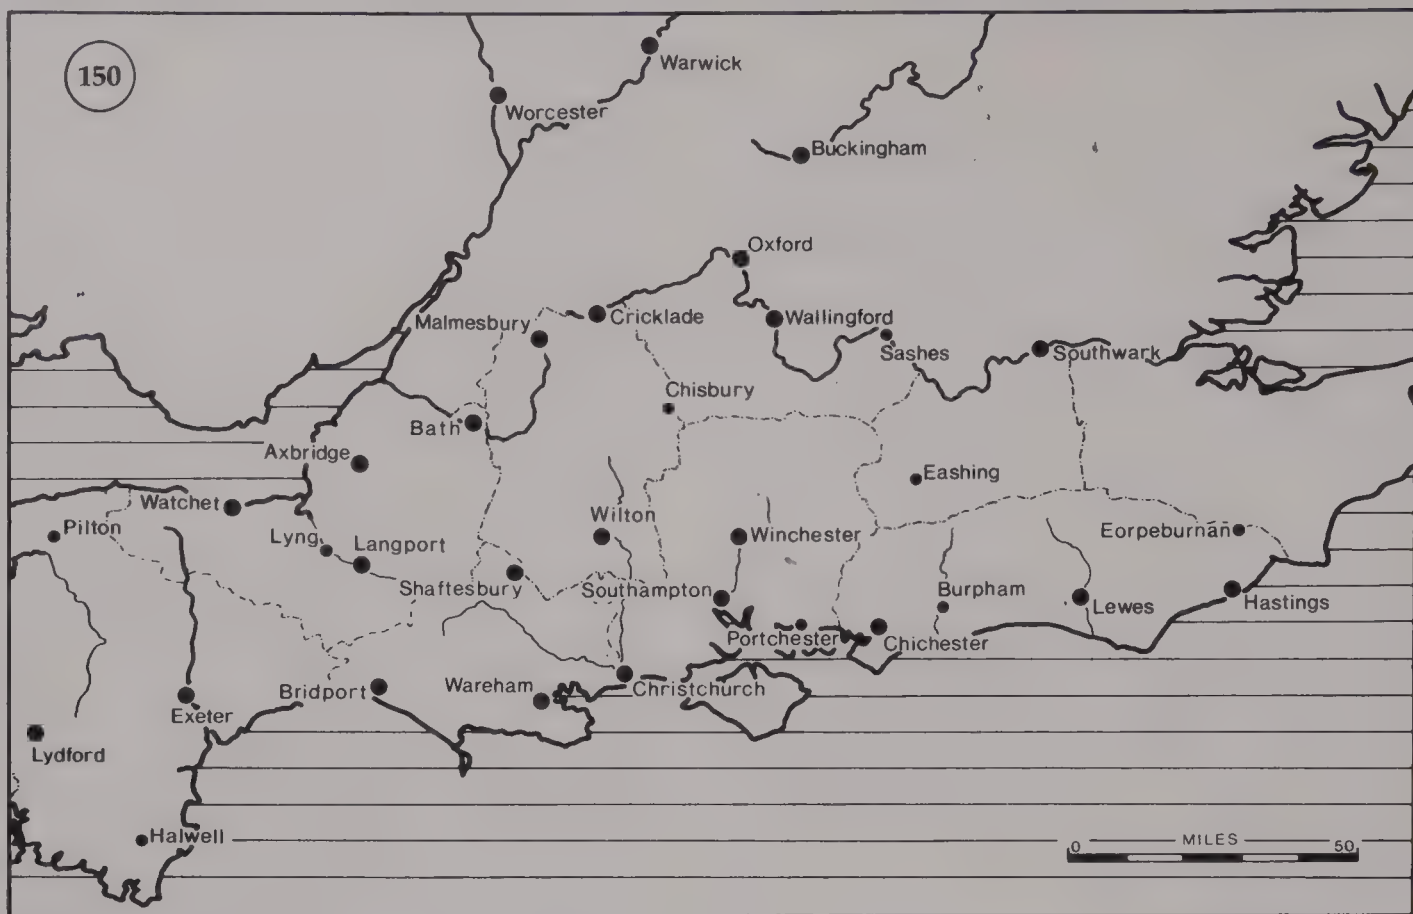 150
Warwick
Worcester
Buckingham
Oxford
Malmesbury
Cricklade
Wallingford
Sashes
Southwark
Chisbury
Bath
Axbridge
Eashing
Watchet
Pilton
Lyng
Langport
Wilton
Winchester
Eorpeburnan
Shaftesbury
Southampton
Burpham
Lewes
Hastings
Portchester
Chichester
Bridport
Wareham
Christchurch
Exeter
Lydford
Halwell
0 MILES 50